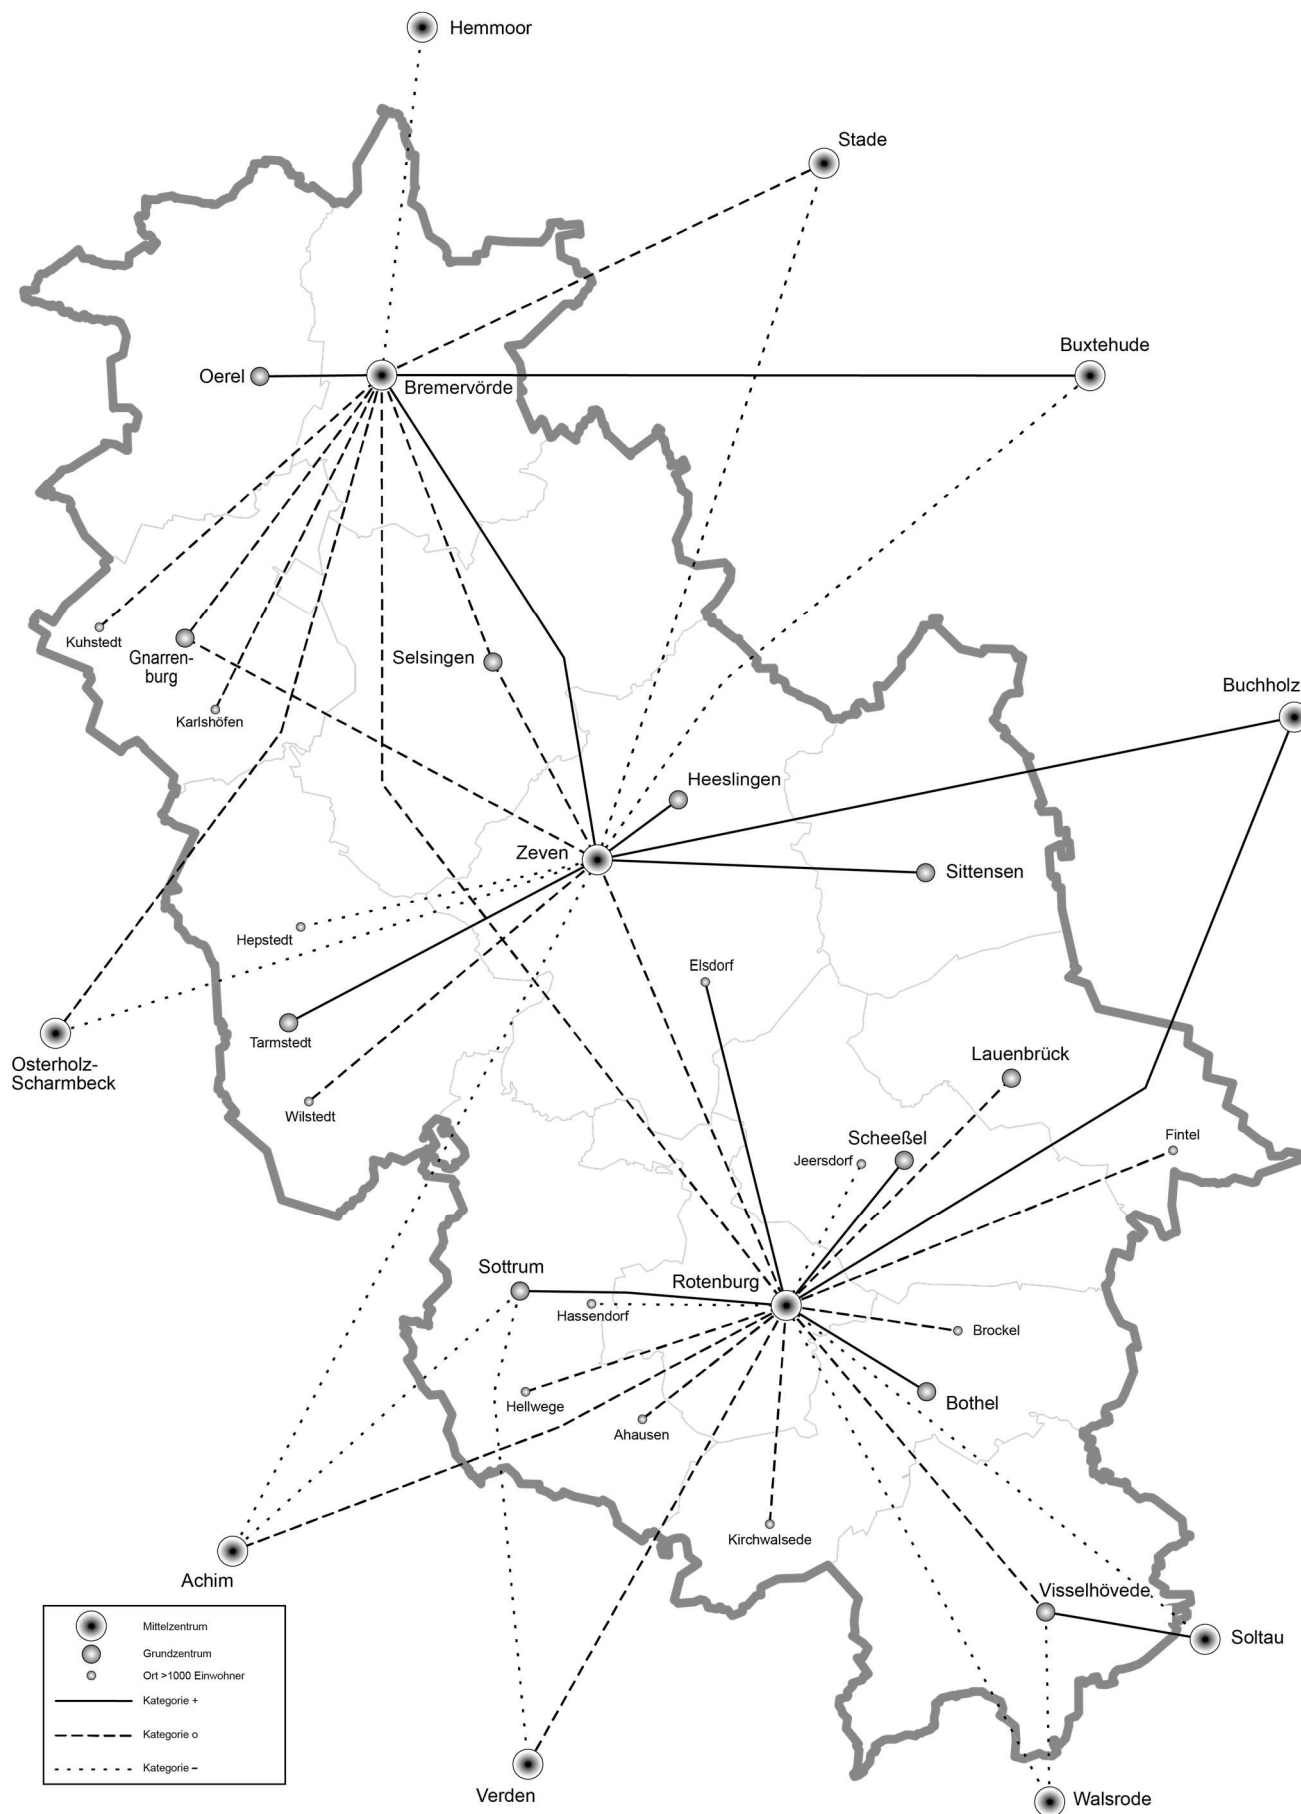 Hemmoor
Stade
Buxtehude
Oerel
Bremervörde
Kuhstedt
Gnarren-
burg
Selsingen
Karlshöfen
Buchholz
Heeslingen
Zeven
Sittensen
Hepstedt
Elsdorf
Tarmstedt
Osterholz-
Scharmbeck
Lauenbrück
Wilstedt
Scheeßel
Fintel
Jeersdorf
Sottrum
Rotenburg
Hassendorf
Brockel
Hellwege
Bothel
Ahausen
Kirchwalsede
Achim
Visselhövede
Soltau
Verden
Walsrode
Mittelzentrum
Grundzentrum
Ort >1000 Einwohner
Kategorie +
Kategorie o
Kategorie –